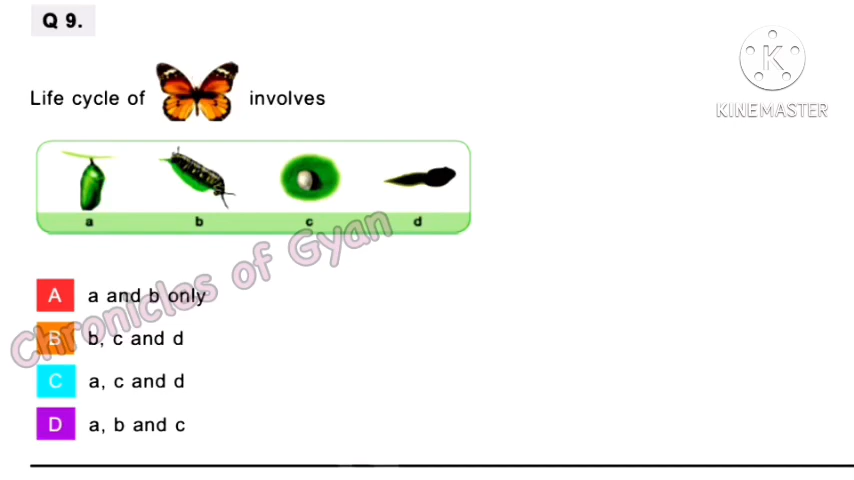 Q 9.
Life cycle of involves
KINEMASTER
a b c d
Chronicles of Gyan
A a and b only
B b, c and d
C a, c and d
D a, b and c